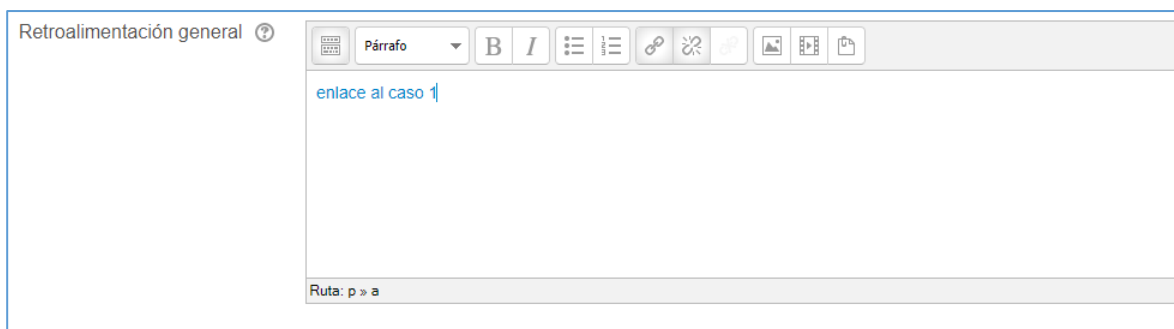 Retroalimentación general
Párrafo
B I
enlace al caso 1
Ruta: p » a